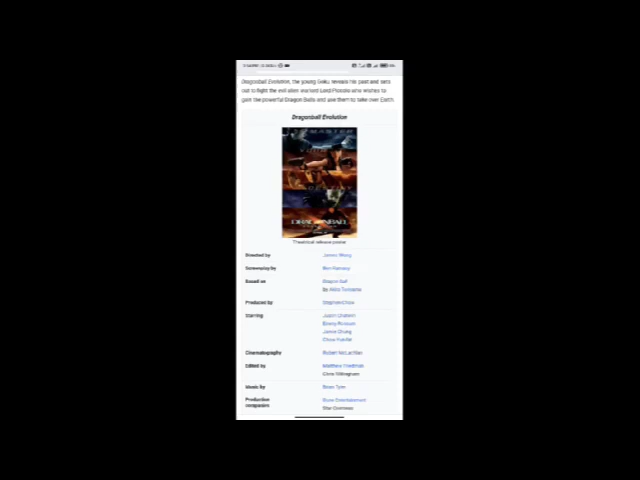 Dragonball Evolution, the young Goku reveals his past and sets
out to fight the evil alien warlord Lord Piccolo who wishes to
gain the powerful Dragon Balls and use them to take over Earth.
Dragonball Evolution
Theatrical release poster
Directed by James Wong
Screenplay by Ben Ramsey
Based on Dragon Ball
by Akira Toriyama
Produced by Stephen Chow
Starring Justin Chatwin
Emmy Rossum
Jamie Chung
Chow Yun-fat
Cinematography Robert McLachlan
Edited by Matthew Friedman
Chris Willingham
Music by Brian Tyler
Production
companies
Star Overseas